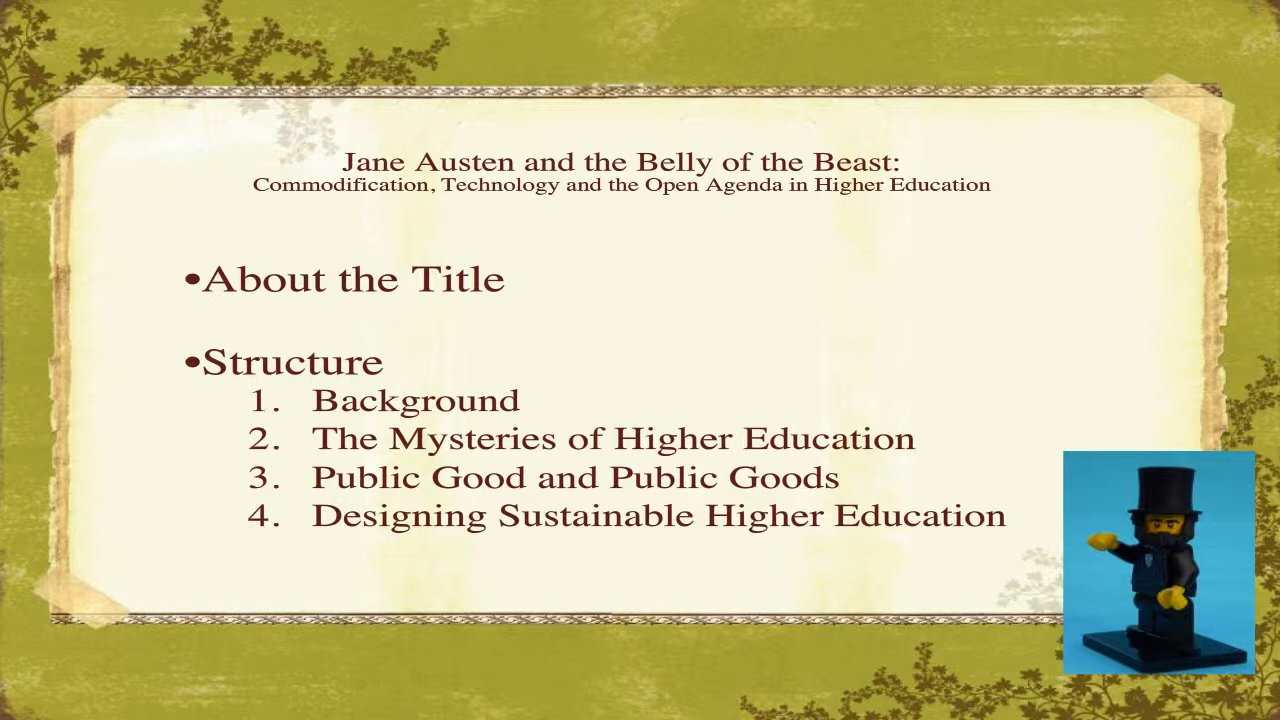 Jane Austen and the Belly of the Beast:
Commodification, Technology and the Open Agenda in Higher Education
•About the Title
•Structure
1. Background
2. The Mysteries of Higher Education
3. Public Good and Public Goods
4. Designing Sustainable Higher Education